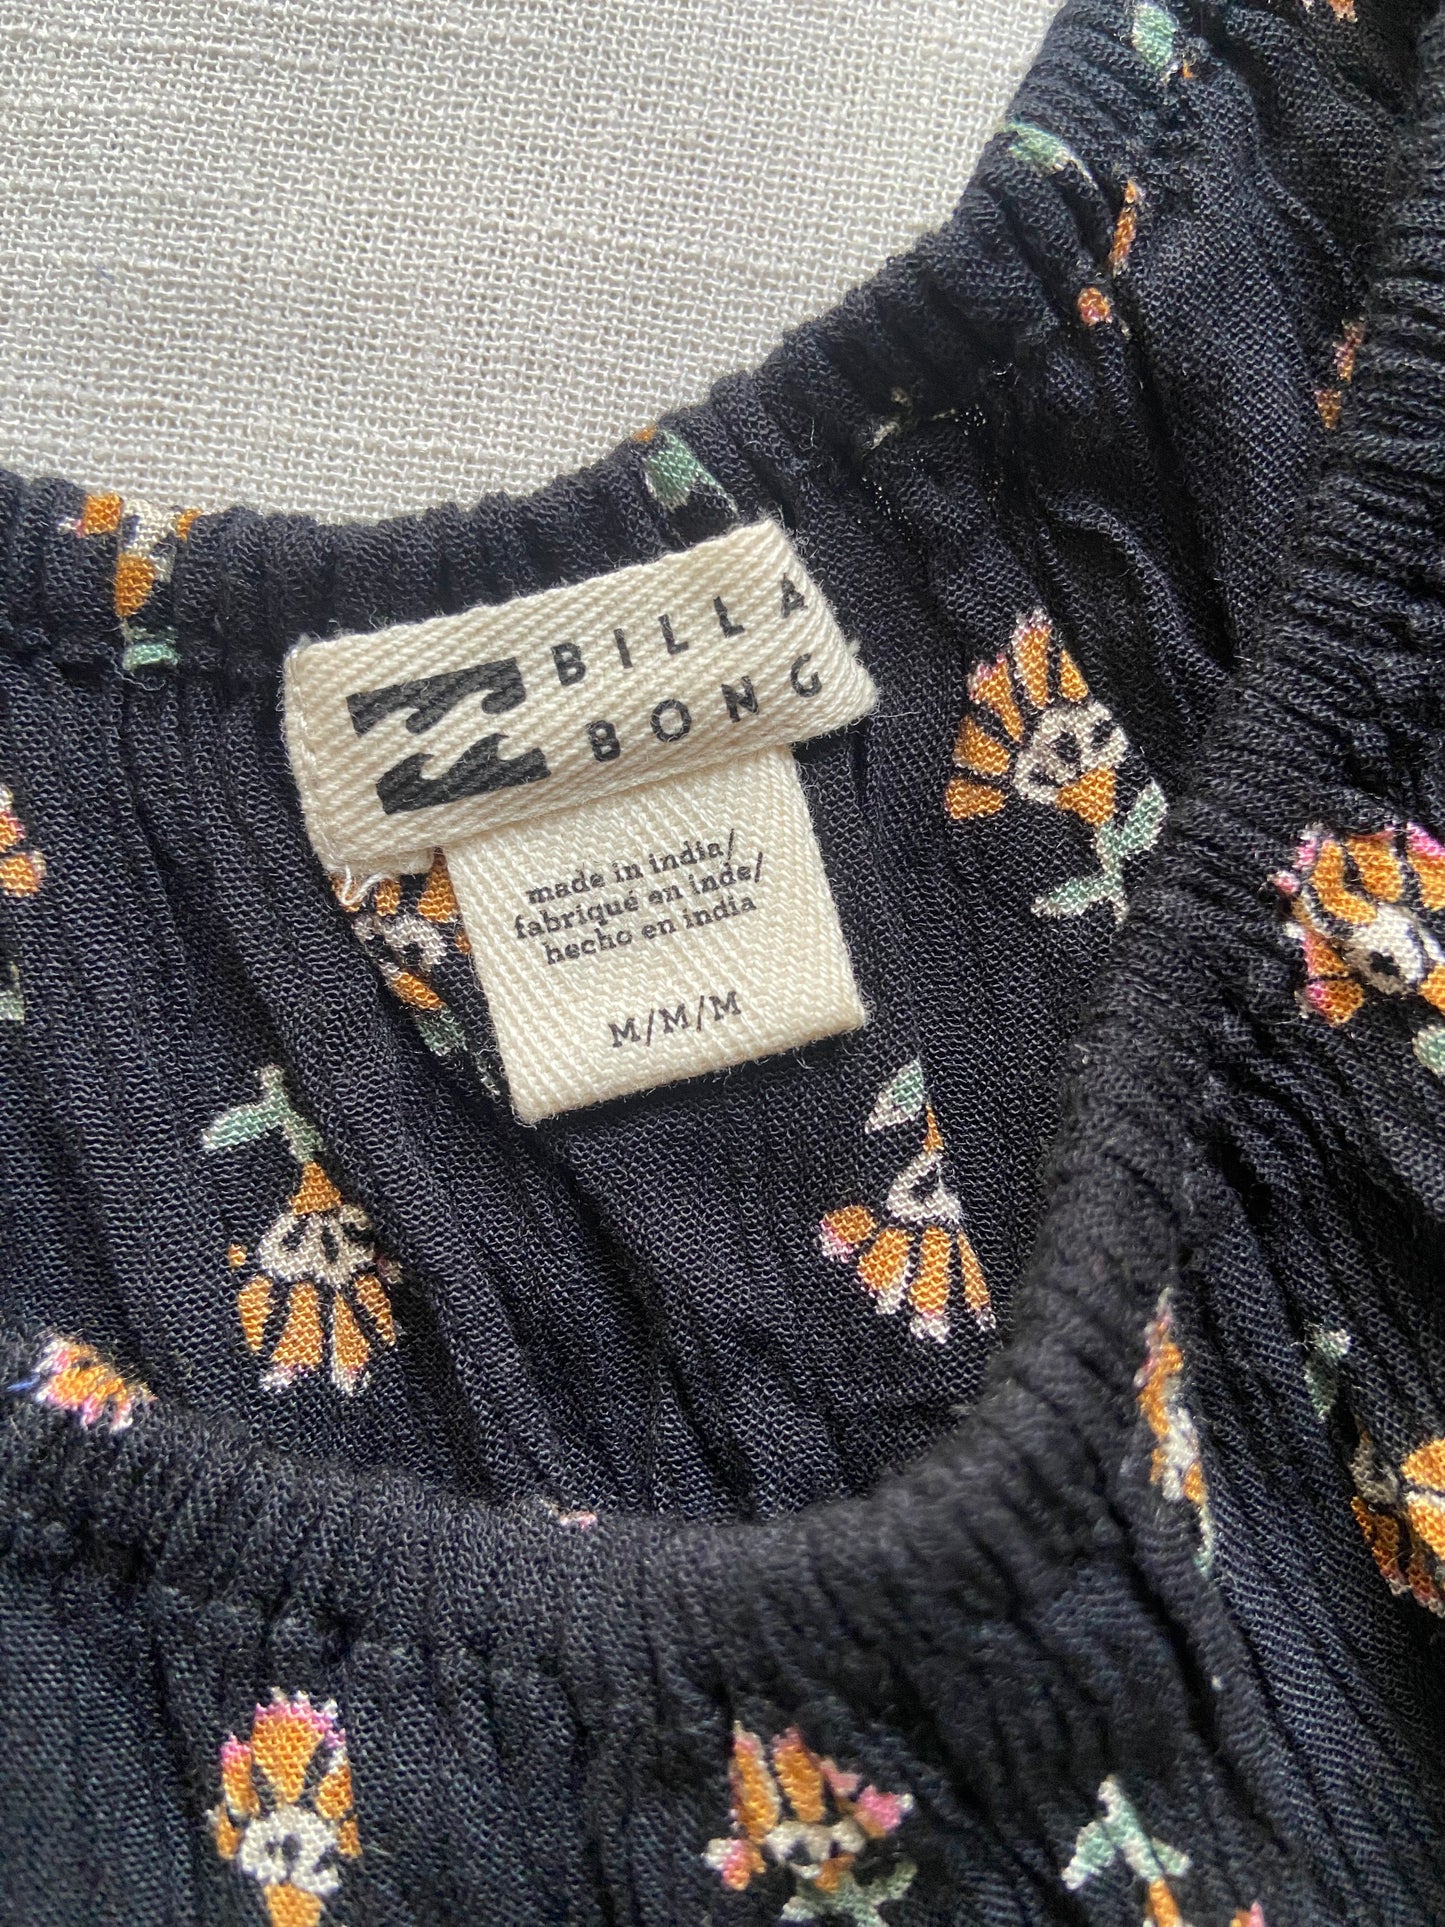 BILLA
BONG
made in india/
fabriqué en inde/
hecho en india
M/M/M